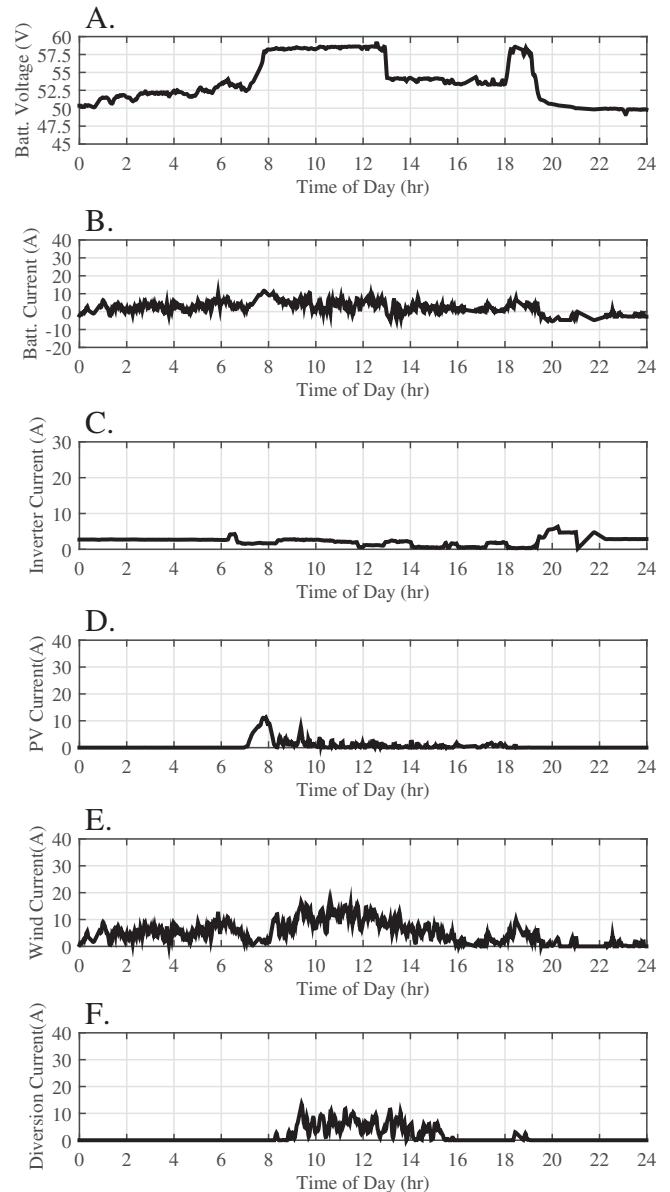 A.
Batt. Voltage (V)
60
57.5
55
52.5
50
47.5
45
0 2 4 6 8 10 12 14 16 18 20 22 24
Time of Day (hr)
B.
Batt. Current (A)
40
30
20
10
0
-10
-20
0 2 4 6 8 10 12 14 16 18 20 22 24
Time of Day (hr)
C.
Inverter Current (A)
30
20
10
0
0 2 4 6 8 10 12 14 16 18 20 22 24
Time of Day (hr)
D.
PV Current(A)
40
30
20
10
0
0 2 4 6 8 10 12 14 16 18 20 22 24
Time of Day (hr)
E.
Wind Current(A)
40
30
20
10
0
0 2 4 6 8 10 12 14 16 18 20 22 24
Time of Day (hr)
F.
Diversion Current(A)
40
30
20
10
0
0 2 4 6 8 10 12 14 16 18 20 22 24
Time of Day (hr)